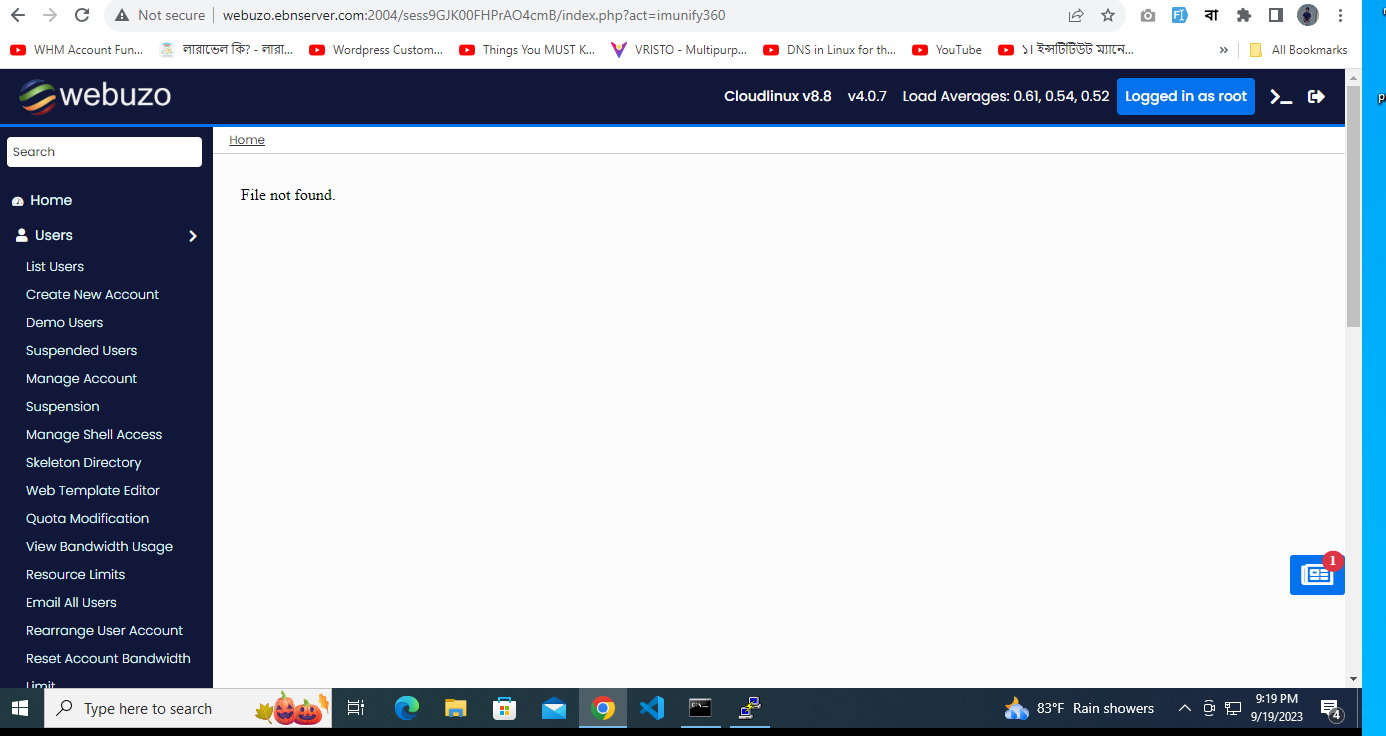 Not secure
webuzo.ebnserver.com:2004/sess9GJK00FHPrAO4cmB/index.php?act=imunify360
বা
WHM Account Fun...
লারাভেল কি? - লারা...
Wordpress Custom...
Things You MUST K...
VRISTO - Multipurp...
DNS in Linux for th...
YouTube
১। ইন্সটিটিউট ম্যানে...
»
All Bookmarks
webuzo
Cloudlinux v8.8
v4.0.7
Load Averages: 0.61, 0.54, 0.52
Logged in as root
Search
Home
File not found.
Home
Users
List Users
Create New Account
Demo Users
Suspended Users
Manage Account
Suspension
Manage Shell Access
Skeleton Directory
Web Template Editor
Quota Modification
View Bandwidth Usage
Resource Limits
Email All Users
Rearrange User Account
Reset Account Bandwidth
Limit
1
Type here to search
83°F Rain showers
9:19 PM
9/19/2023
4